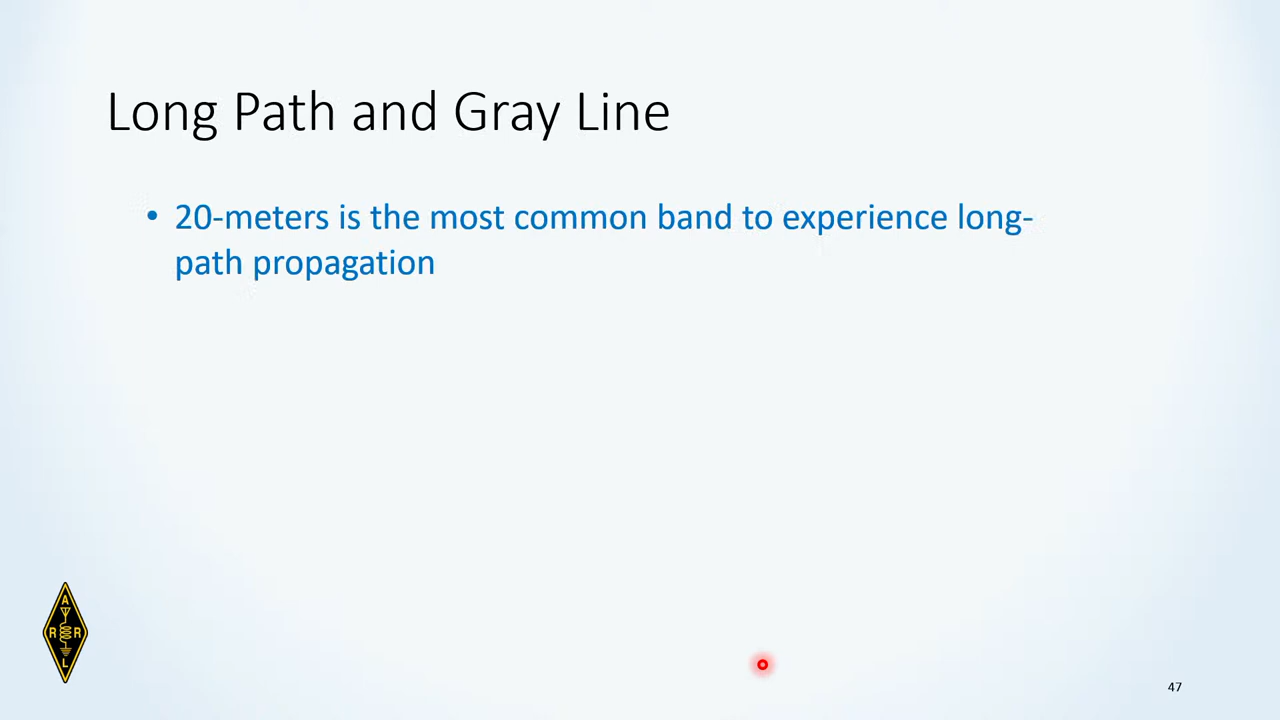 Long Path and Gray Line
• 20-meters is the most common band to experience long-
path propagation
A
R R
L
47